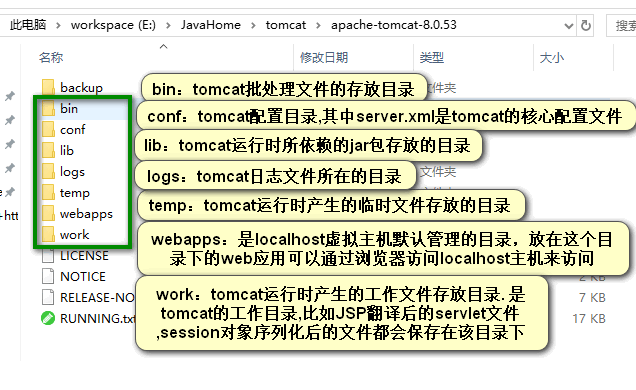 此电脑 > workspace (E:) > JavaHome > tomcat > apache-tomcat-8.0.53
名称 修改日期 类型 大小
backup
bin
bin：tomcat批处理文件的存放目录
conf
conf：tomcat配置目录,其中server.xml是tomcat的核心配置文件
lib
lib：tomcat运行时所依赖的jar包存放的目录
logs
logs：tomcat日志文件所在的目录
文件夹
temp
temp：tomcat运行时产生的临时文件存放的目录
webapps
webapps：是localhost虚拟主机默认管理的目录，放在这个目
录下的web应用可以通过浏览器访问localhost主机来访问
work
LICENSE
NOTICE
RELEASE-NO
RUNNING.txt
work：tomcat运行时产生的工作文件存放目录. 是
tomcat的工作目录,比如JSP翻译后的servlet文件
,session对象序列化后的文件都会保存在该目录下
2 KB
7 KB
17 KB